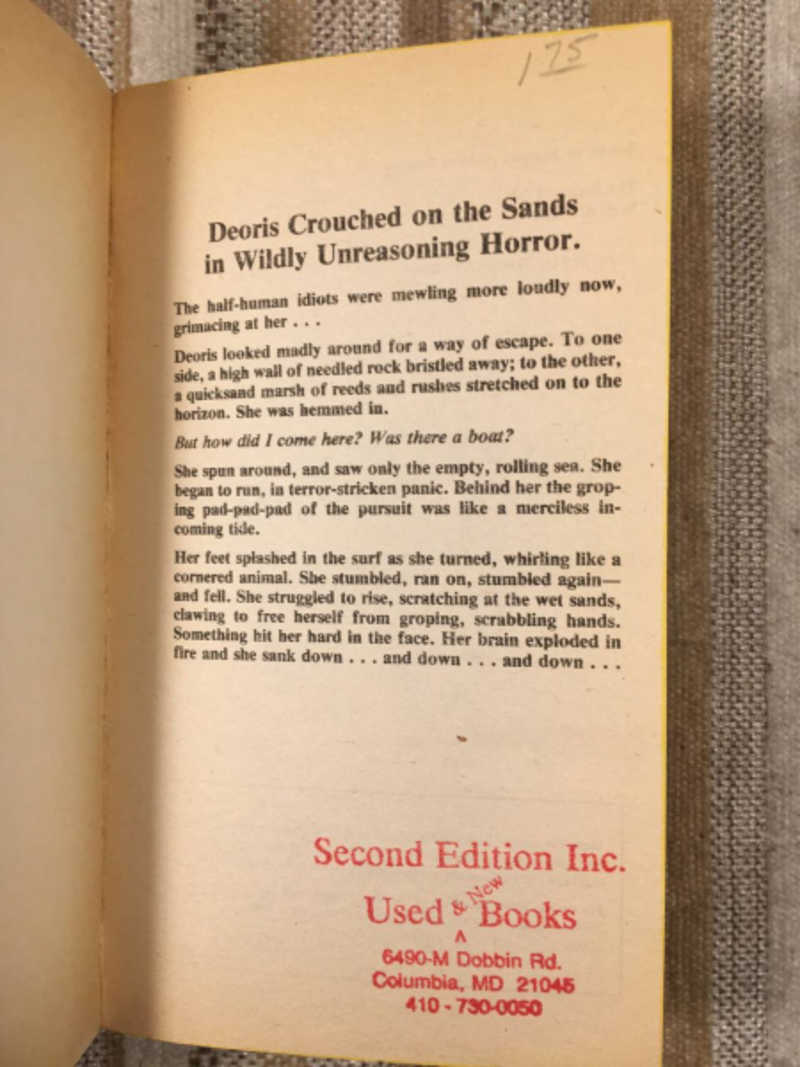 1 75
Deoris Crouched on the Sands
in Wildly Unreasoning Horror.
The half-human idiots were mewling more loudly now,
grimacing at her . . .
Deoris looked madly around for a way of escape. To one
side, a high wall of needled rock bristled away; to the other,
a quicksand marsh of reeds and rushes stretched on to the
horizon. She was hemmed in.
But how did I come here? Was there a boat?
She spun around, and saw only the empty, rolling sea. She
began to run, in terror-stricken panic. Behind her the grop-
ing pad-pad-pad of the pursuit was like a merciless in-
coming tide.
Her feet splashed in the surf as she turned, whirling like a
cornered animal. She stumbled, ran on, stumbled again—
and fell. She struggled to rise, scratching at the wet sands,
clawing to free herself from groping, scrabbling hands.
Something hit her hard in the face. Her brain exploded in
fire and she sank down . . . and down . . . and down . . .
Second Edition Inc.
Used & New Books
6490-M Dobbin Rd.
Columbia, MD 21045
410-730-0050